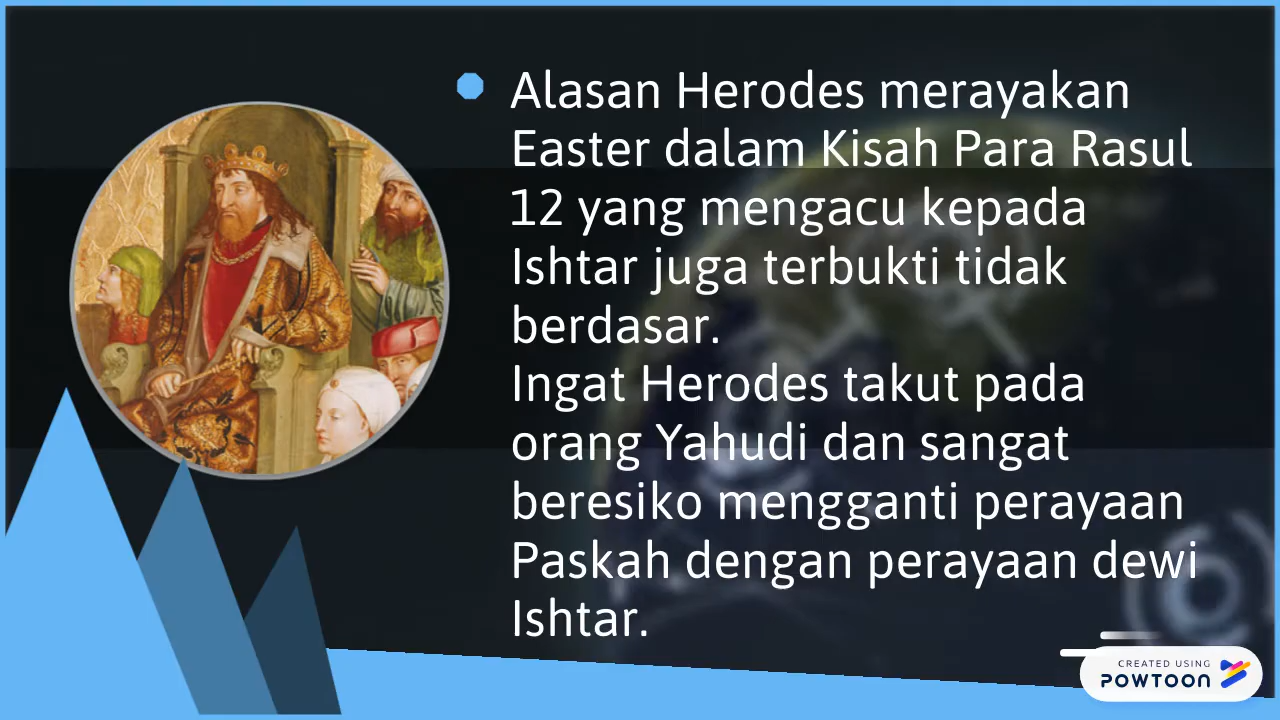 Alasan Herodes merayakan
Easter dalam Kisah Para Rasul
12 yang mengacu kepada
Ishtar juga terbukti tidak
berdasar.
Ingat Herodes takut pada
orang Yahudi dan sangat
beresiko mengganti perayaan
Paskah dengan perayaan dewi
Ishtar.
CREATED USING
POWTOON